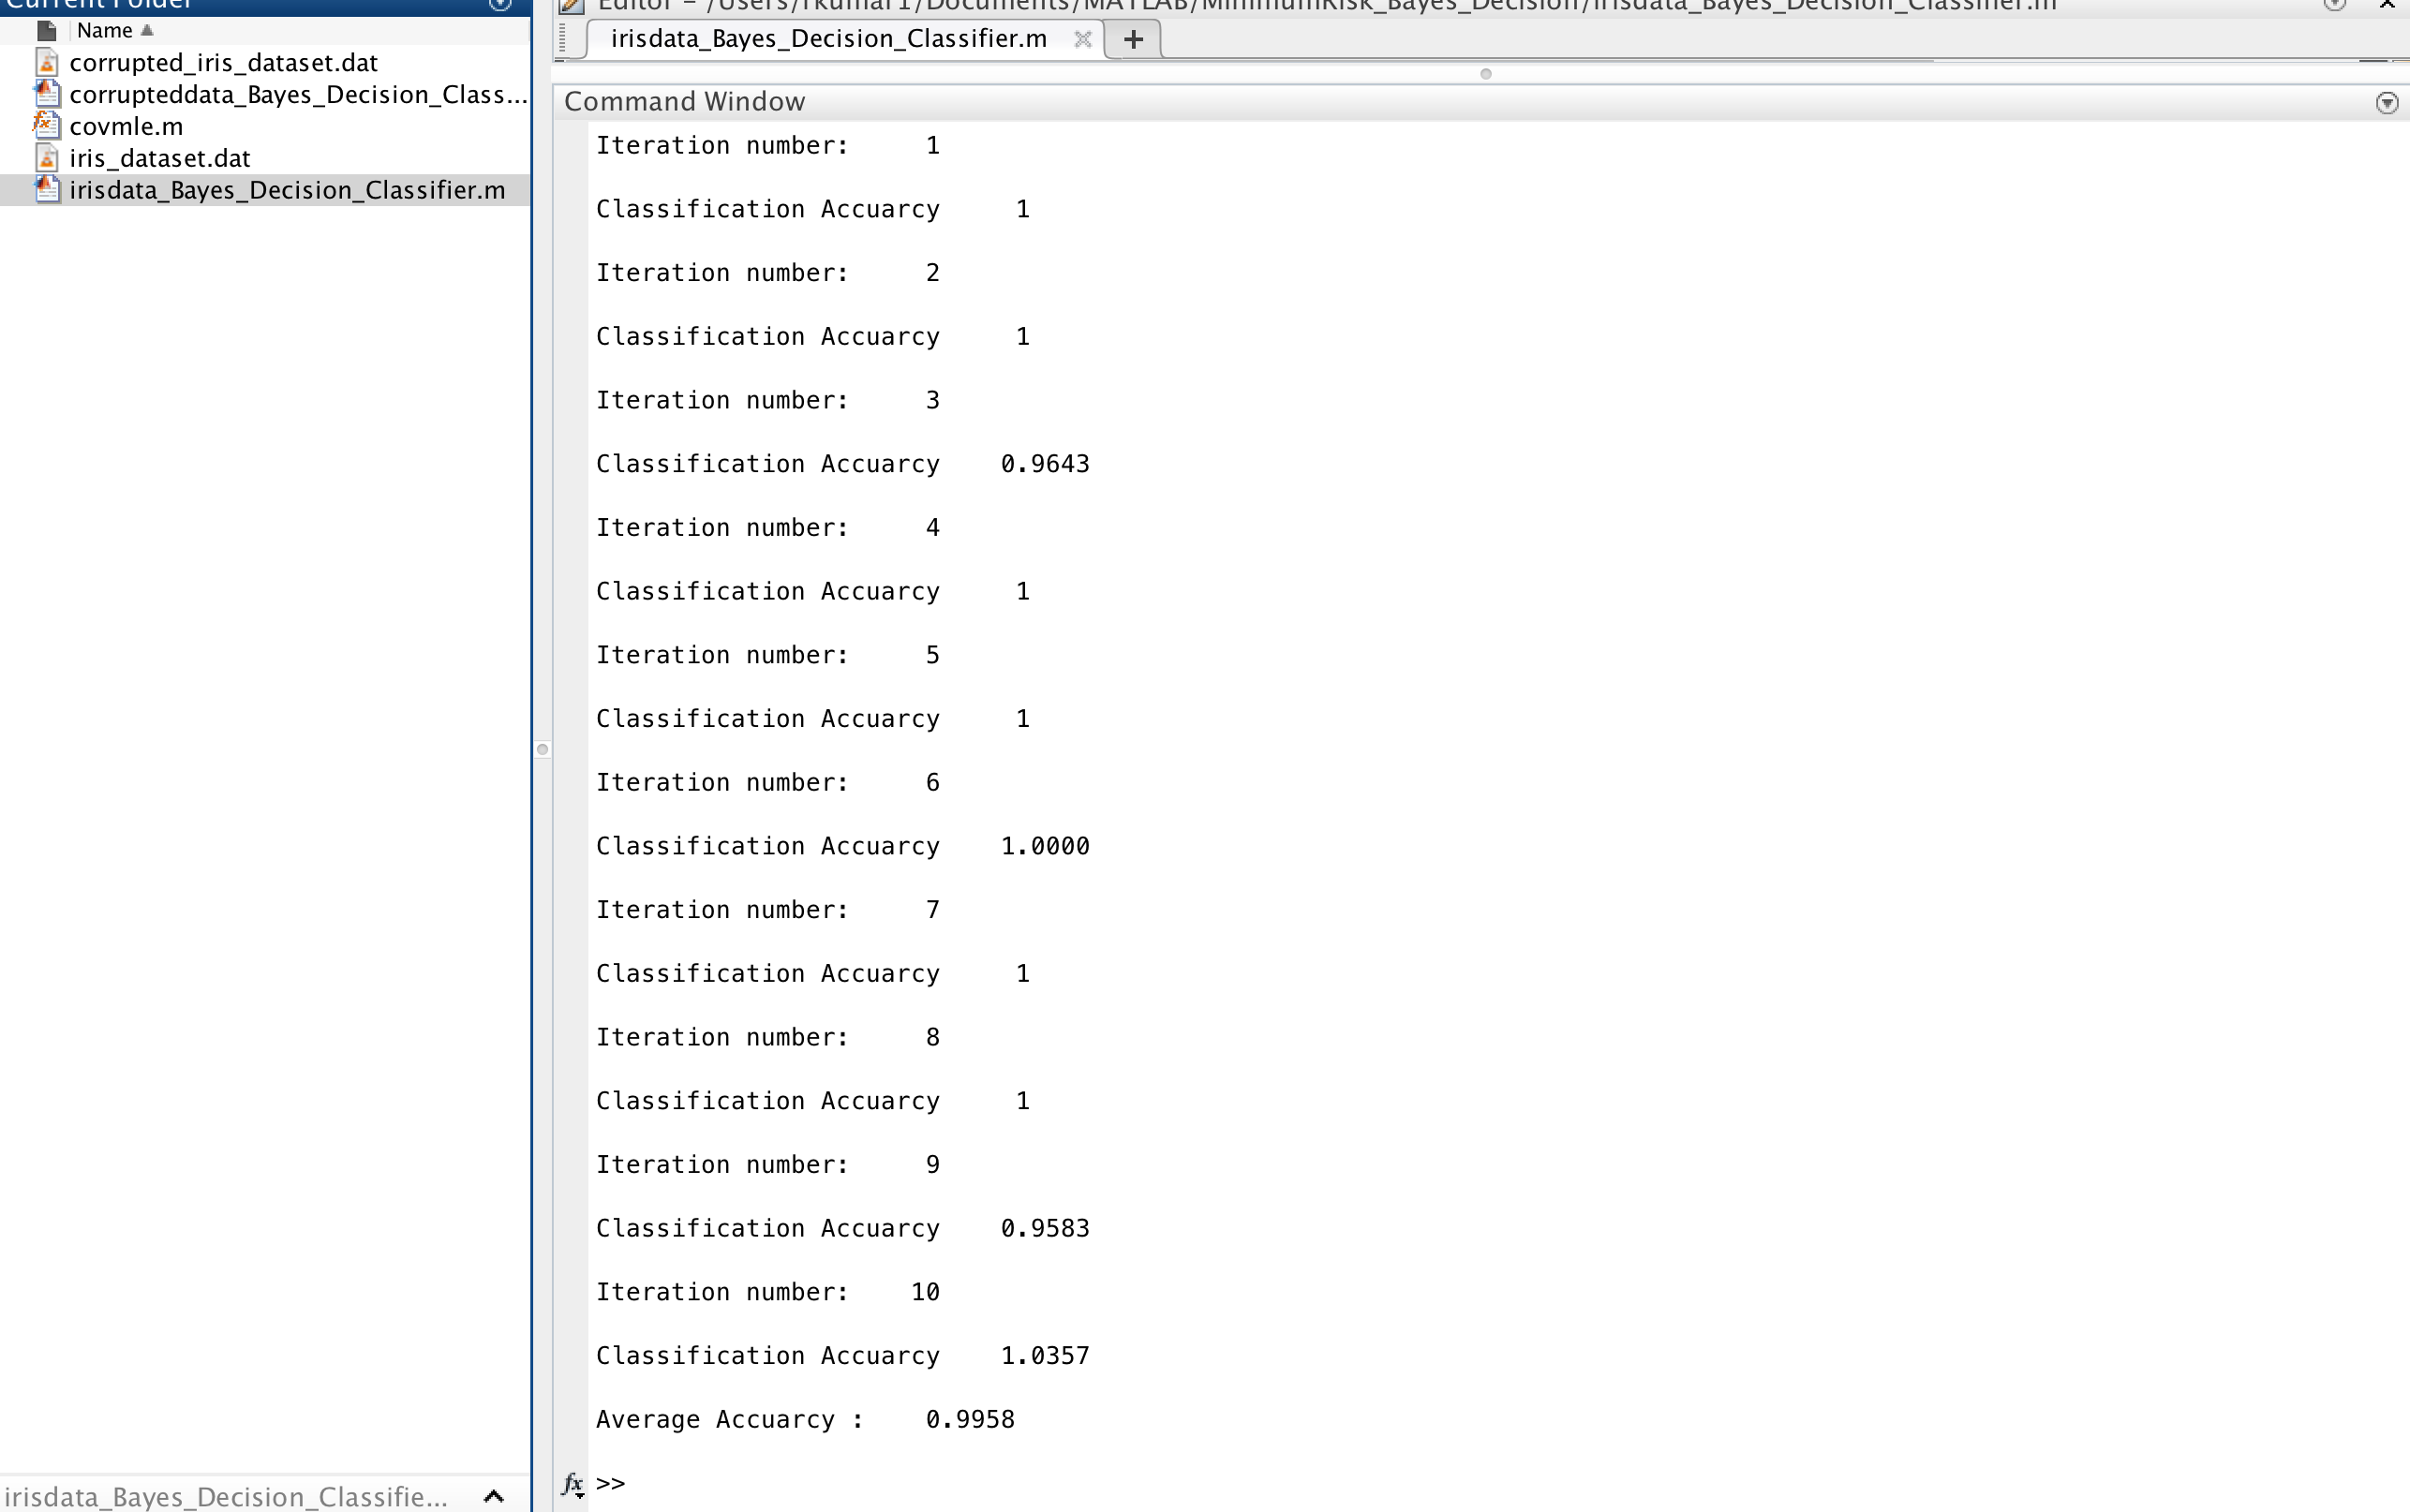 Current Folder
Name
corrupted_iris_dataset.dat
corrupteddata_Bayes_Decision_Class...
covmle.m
iris_dataset.dat
irisdata_Bayes_Decision_Classifier.m
irisdata_Bayes_Decision_Classifie...
Editor - /Users/rkumar1/Documents/MATLAB/MinimumRisk_Bayes_Decision/irisdata_Bayes_Decision_Classifier.m
irisdata_Bayes_Decision_Classifier.m
Command Window
Iteration number: 1
Classification Accuarcy 1
Iteration number: 2
Classification Accuarcy 1
Iteration number: 3
Classification Accuarcy 0.9643
Iteration number: 4
Classification Accuarcy 1
Iteration number: 5
Classification Accuarcy 1
Iteration number: 6
Classification Accuarcy 1.0000
Iteration number: 7
Classification Accuarcy 1
Iteration number: 8
Classification Accuarcy 1
Iteration number: 9
Classification Accuarcy 0.9583
Iteration number: 10
Classification Accuarcy 1.0357
Average Accuarcy : 0.9958
fx >>